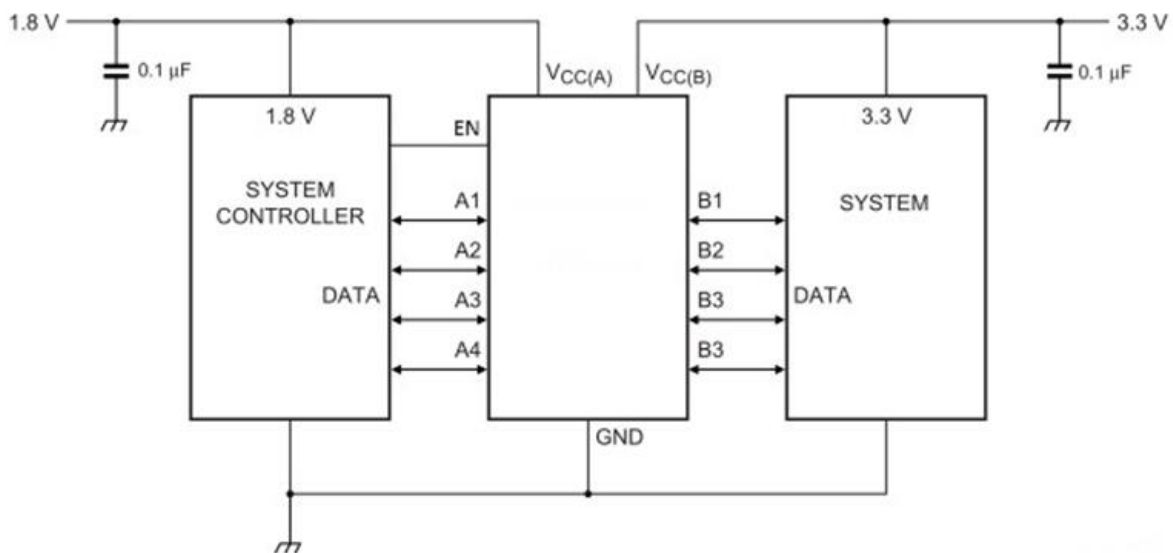 1.8 V
3.3 V
0.1 µF
VCC(A)
VCC(B)
0.1 µF
1.8 V
3.3 V
EN
SYSTEM
CONTROLLER
A1
B1
SYSTEM
A2
B2
DATA
A3
B3
DATA
A4
B3
GND